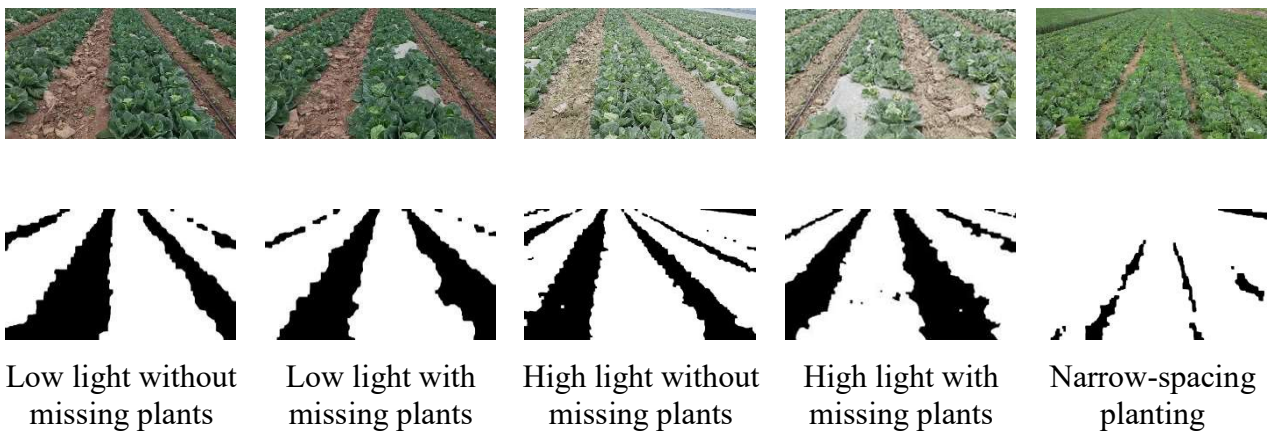 Low light without
missing plants
Low light with
missing plants
High light without
missing plants
High light with
missing plants
Narrow-spacing
planting